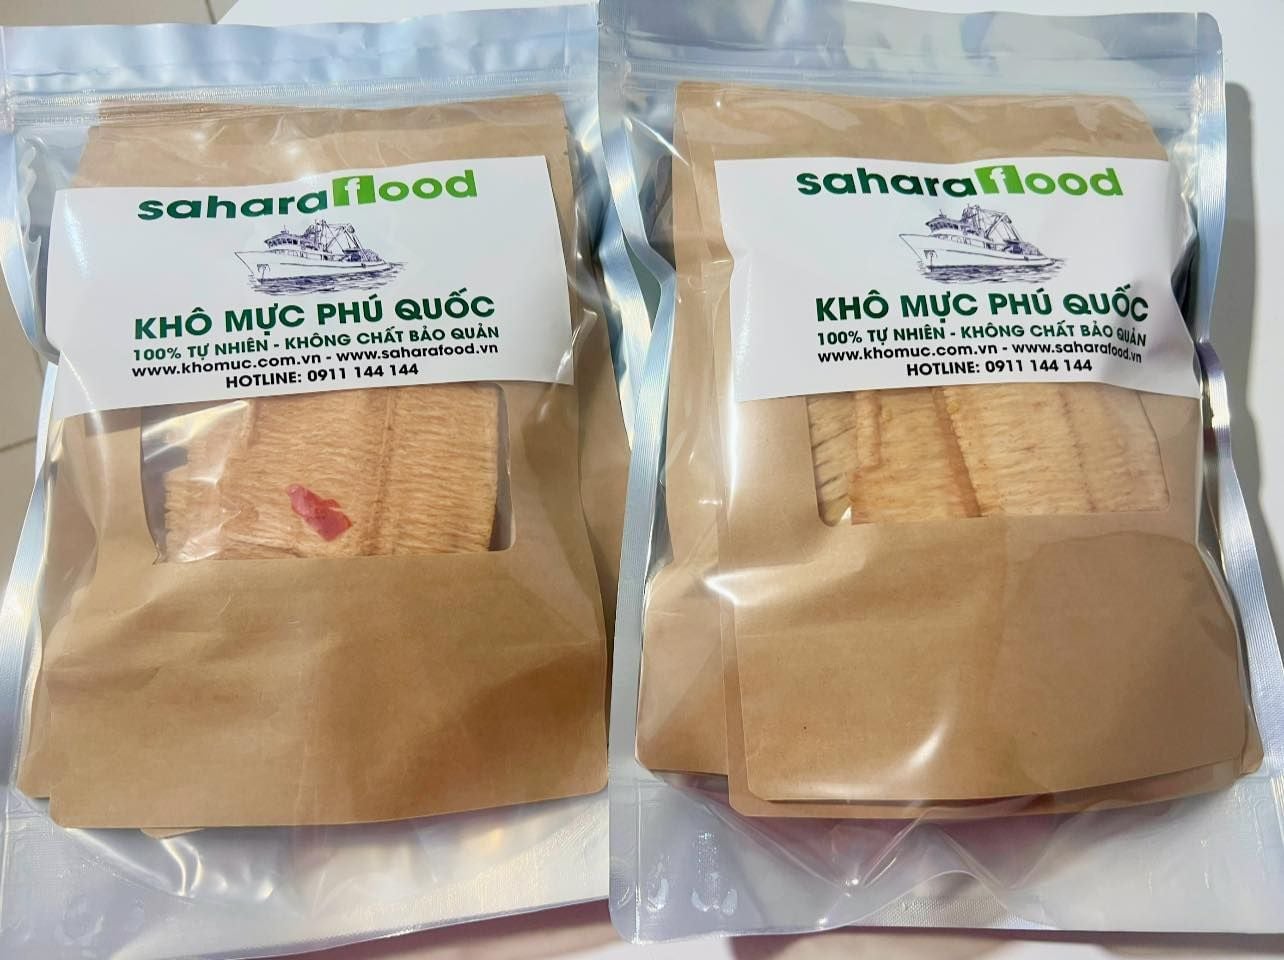 saharafood
KHÔ MỰC PHÚ QUỐC
100% TỰ NHIÊN - KHÔNG CHẤT BẢO QUẢN
www.khomuc.com.vn - www.saharafood.vn
HOTLINE: 0911 144 144
saharafood
KHÔ MỰC PHÚ QUỐC
100% TỰ NHIÊN - KHÔNG CHẤT BẢO QUẢN
www.khomuc.com.vn - www.saharafood.vn
HOTLINE: 0911 144 144